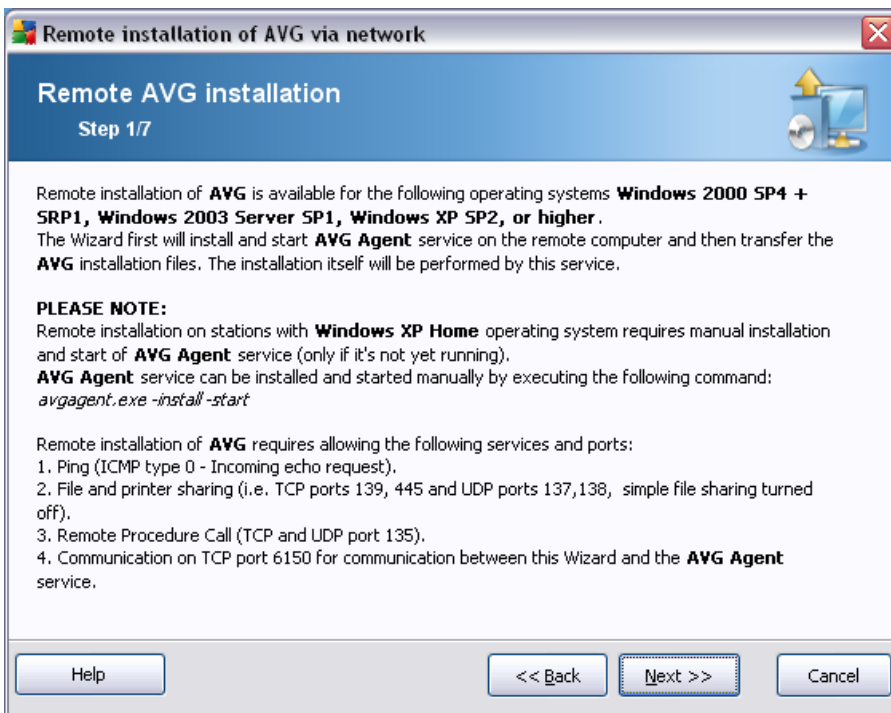 Remote installation of AVG via network
Remote AVG installation
Step 1/7
Remote installation of AVG is available for the following operating systems Windows 2000 SP4 +
SRP1, Windows 2003 Server SP1, Windows XP SP2, or higher.
The Wizard first will install and start AVG Agent service on the remote computer and then transfer the
AVG installation files. The installation itself will be performed by this service.
PLEASE NOTE:
Remote installation on stations with Windows XP Home operating system requires manual installation
and start of AVG Agent service (only if it's not yet running).
AVG Agent service can be installed and started manually by executing the following command:
avgagent.exe -install -start
Remote installation of AVG requires allowing the following services and ports:
1. Ping (ICMP type 0 - Incoming echo request).
2. File and printer sharing (i.e. TCP ports 139, 445 and UDP ports 137,138, simple file sharing turned
off).
3. Remote Procedure Call (TCP and UDP port 135).
4. Communication on TCP port 6150 for communication between this Wizard and the AVG Agent
service.
Help
<< Back
Next >>
Cancel